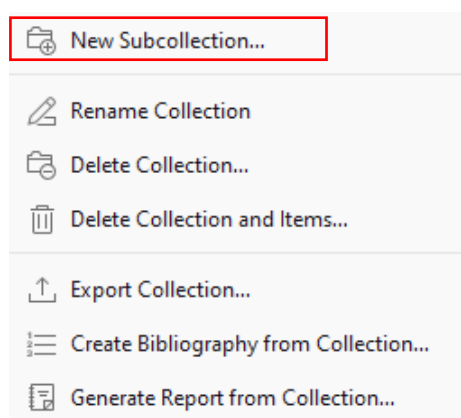 New Subcollection...
Rename Collection
Delete Collection...
Delete Collection and Items...
Export Collection...
Create Bibliography from Collection...
Generate Report from Collection...